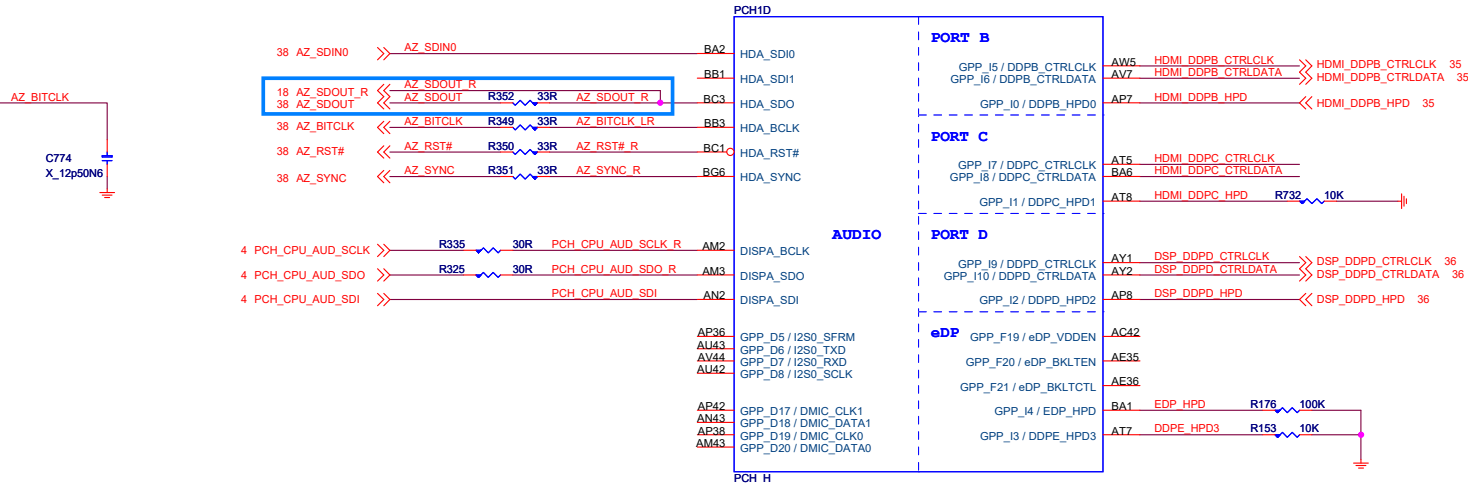 PCH1D
38 AZ_SDIN0 AZ_SDIN0 BA2 HDA_SDI0
BB1 HDA_SDI1
18 AZ_SDOUT_R AZ_SDOUT_R
38 AZ_SDOUT AZ_SDOUT R352 33R AZ_SDOUT_R BC3 HDA_SDO
38 AZ_BITCLK AZ_BITCLK R349 33R AZ_BITCLK_LR BB3 HDA_BCLK
38 AZ_RST# AZ_RST# R350 33R AZ_RST#_R BC1 HDA_RST#
38 AZ_SYNC AZ_SYNC R351 33R AZ_SYNC_R BG6 HDA_SYNC
AZ_BITCLK
C774
X_12p50N6
AUDIO
4 PCH_CPU_AUD_SCLK R335 30R PCH_CPU_AUD_SCLK_R AM2 DISPA_BCLK
4 PCH_CPU_AUD_SDO R325 30R PCH_CPU_AUD_SDO_R AM3 DISPA_SDO
4 PCH_CPU_AUD_SDI PCH_CPU_AUD_SDI AN2 DISPA_SDI
AP36 GPP_D5 / I2S0_SFRM
AU43 GPP_D6 / I2S0_TXD
AV44 GPP_D7 / I2S0_RXD
AU42 GPP_D8 / I2S0_SCLK
AP42 GPP_D17 / DMIC_CLK1
AN43 GPP_D18 / DMIC_DATA1
AP38 GPP_D19 / DMIC_CLK0
AM43 GPP_D20 / DMIC_DATA0
PORT B
GPP_I5 / DDPB_CTRLCLK AW5 HDMI_DDPB_CTRLCLK HDMI_DDPB_CTRLCLK 35
GPP_I6 / DDPB_CTRLDATA AV7 HDMI_DDPB_CTRLDATA HDMI_DDPB_CTRLDATA 35
GPP_I0 / DDPB_HPD0 AP7 HDMI_DDPB_HPD HDMI_DDPB_HPD 35
PORT C
GPP_I7 / DDPC_CTRLCLK AT5 HDMI_DDPC_CTRLCLK
GPP_I8 / DDPC_CTRLDATA BA6 HDMI_DDPC_CTRLDATA
GPP_I1 / DDPC_HPD1 AT8 HDMI_DDPC_HPD R732 10K
PORT D
GPP_I9 / DDPD_CTRLCLK AY1 DSP_DDPD_CTRLCLK DSP_DDPD_CTRLCLK 36
GPP_I10 / DDPD_CTRLDATA AY2 DSP_DDPD_CTRLDATA DSP_DDPD_CTRLDATA 36
GPP_I2 / DDPD_HPD2 AP8 DSP_DDPD_HPD DSP_DDPD_HPD 36
eDP
GPP_F19 / eDP_VDDEN AC42
GPP_F20 / eDP_BKLTEN AE35
GPP_F21 / eDP_BKLTCTL AE36
GPP_I4 / EDP_HPD BA1 EDP_HPD R176 100K
GPP_I3 / DDPE_HPD3 AT7 DDPE_HPD3 R153 10K
PCH_H